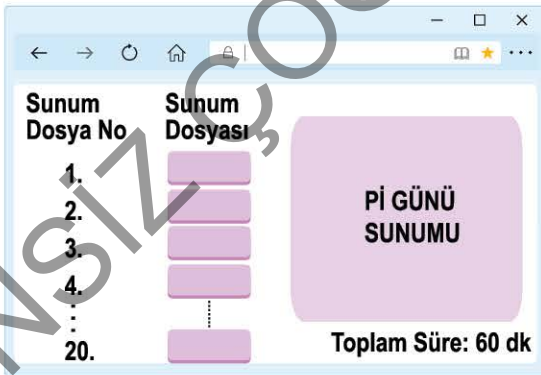 Sunum
Dosya No
Sunum
Dosyası
1.
2.
3.
4.
20.
Pİ GÜNÜ
SUNUMU
Toplam Süre: 60 dk